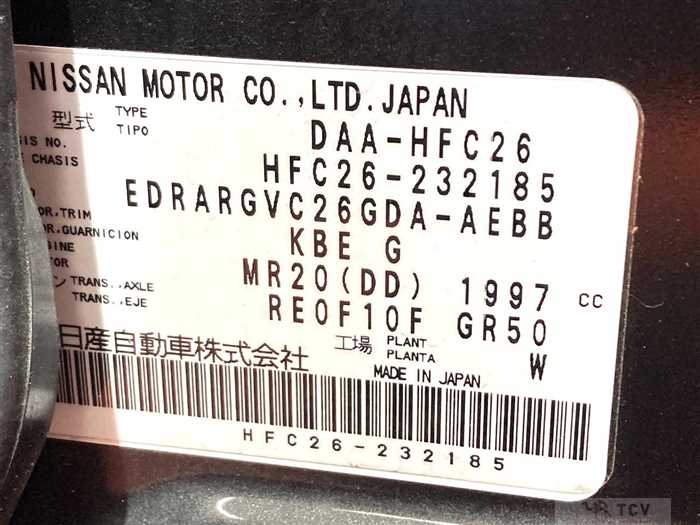 NISSAN MOTOR CO.,LTD.JAPAN
型式 TYPE TIPO DAA-HFC26
NO. CHASIS HFC26-232185
EDRARGVC26GDA-AEBB
TRIM GUARNICION KBE G
MR20(DD) 1997 CC
TRANS.,AXLE TRANS.,EJE RE0F10F GR50
日産自動車株式会社 工場 PLANT PLANTA W
MADE IN JAPAN
HFC26-232185
TCV